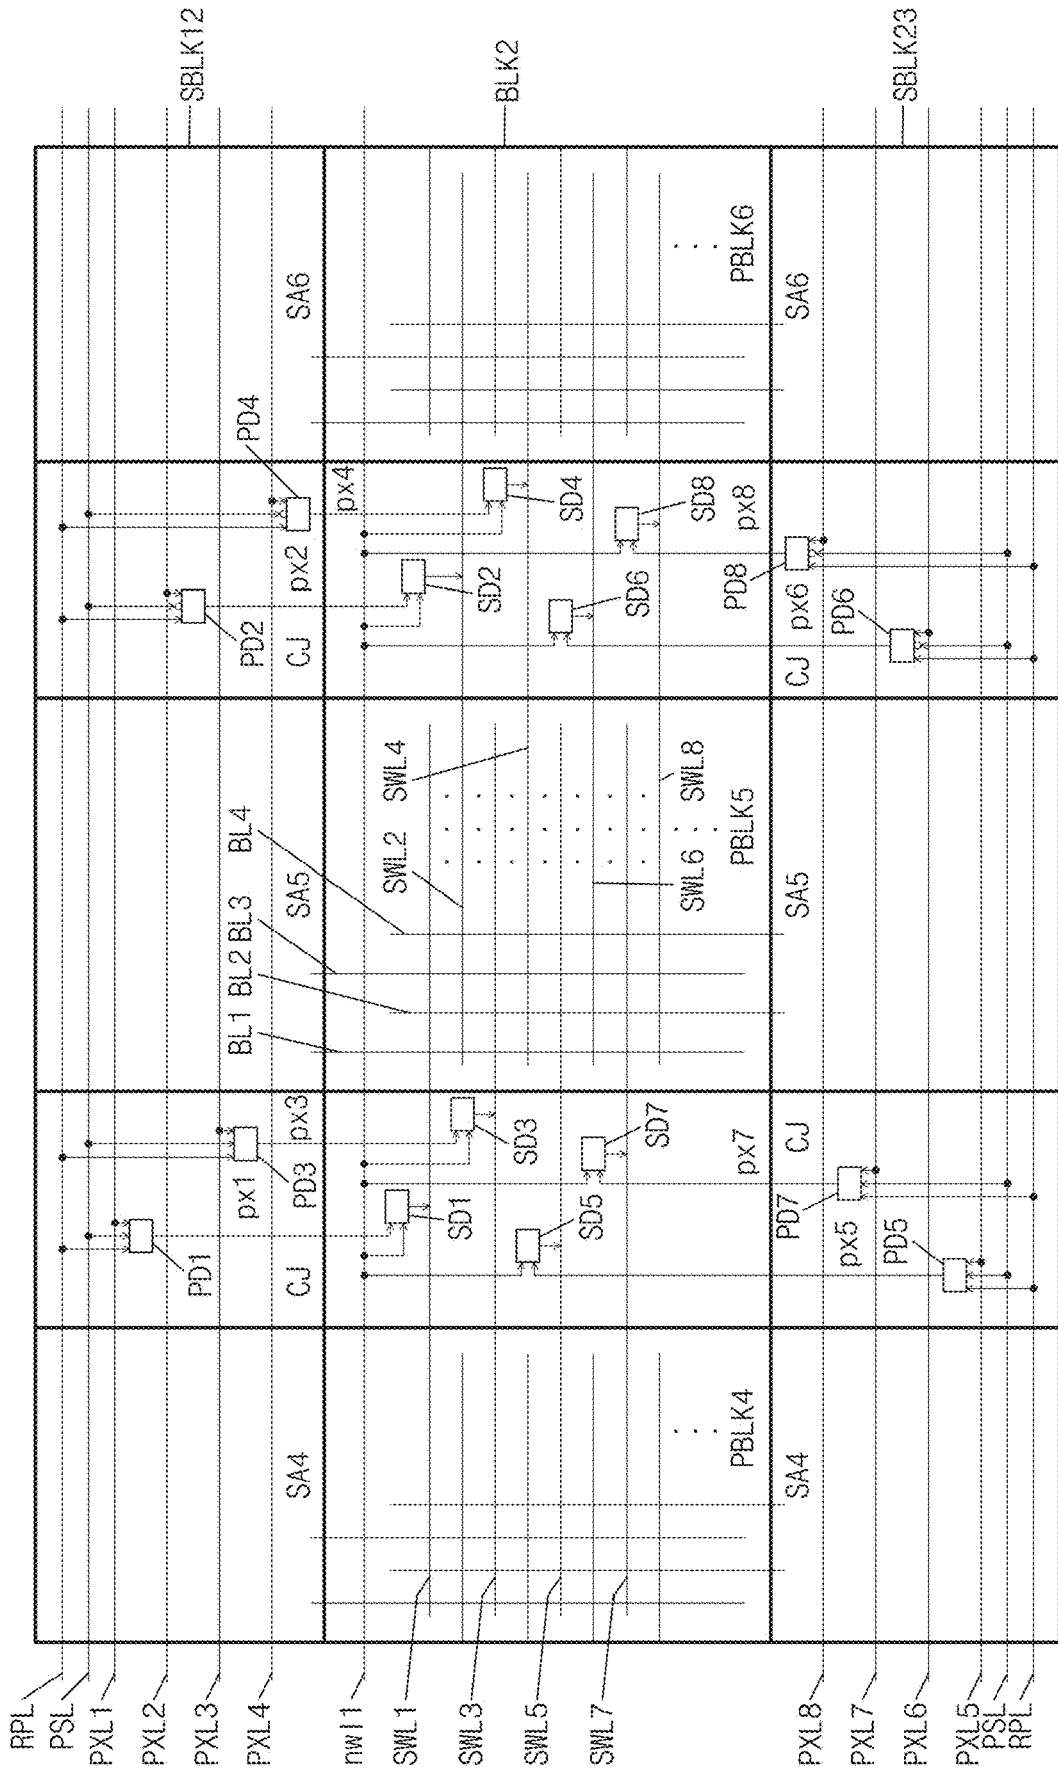 RPL
PSL
PXL1
PXL2
PXL3
PXL4
nwl1
SWL1
SWL3
SWL5
SWL7
PXL8
PXL7
PXL6
PXL5
PSL
RPL
SA4
PBLK4
SA4
PD1
CJ
px1
PD3
px3
SD1
SD3
SD5
SD7
px7
PD7
CJ
px5
PD5
BL1
BL2
BL3
BL4
SA5
SWL2
SWL4
SWL6
SWL8
PBLK5
SA5
PD2
CJ
px2
PD4
px4
SD2
SD4
SD6
SD8
px8
PD8
px6
PD6
CJ
SA6
PBLK6
SA6
SBLK12
BLK2
SBLK23